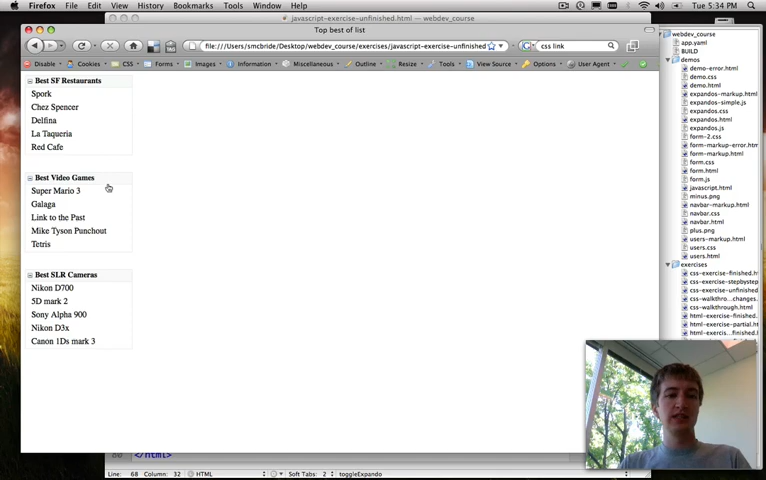 Firefox File Edit View History Bookmarks Tools Window Help
Tue 5:34 PM
javascript-exercise-unfinished.html — webdev_course
Top best of list
file:///Users/smcbride/Desktop/webdev_course/exercises/javascript-exercise-unfinished
css link
Disable Cookies CSS Forms Images Information Miscellaneous Outline Resize Tools View Source Options User Agent
Best SF Restaurants
Spork
Chez Spencer
Delfina
La Taqueria
Red Cafe
Best Video Games
Super Mario 3
Galaga
Link to the Past
Mike Tyson Punchout
Tetris
Best SLR Cameras
Nikon D700
5D mark 2
Sony Alpha 900
Nikon D3x
Canon 1Ds mark 3
webdev_course
app.yaml
BUILD
demos
demo-error.html
demo.css
demo.html
expandos-markup.html
expandos-simple.js
expandos.css
expandos.html
expandos.js
form-2.css
form-markup-error.htm
form-markup.html
form.css
form.html
form.js
javascript.html
minus.png
navbar-markup.html
navbar.css
navbar.html
plus.png
users-markup.html
users.css
users.html
exercises
css-exercise-finished.h
css-exercise-stepbyste
css-exercise-unfinished
css-walkthro...changes.
css-walkthrough.html
html-exercise-finished.
html-exercise-partial.ht
html-exercis...finished.
</html>
Line: 68 Column: 32 HTML Soft Tabs: 2 toggleExpando